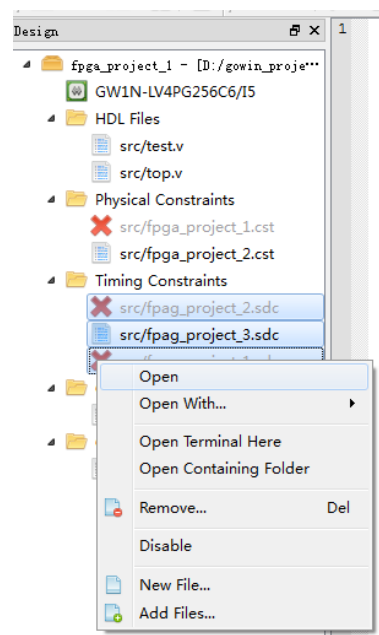 Design
1
fpga_project_1 - [D:/gowin_proje…
GW1N-LV4PG256C6/I5
HDL Files
src/test.v
src/top.v
Physical Constraints
src/fpga_project_1.cst
src/fpga_project_2.cst
Timing Constraints
src/fpag_project_2.sdc
src/fpag_project_3.sdc
Open
Open With...
Open Terminal Here
Open Containing Folder
Remove... Del
Disable
New File...
Add Files...